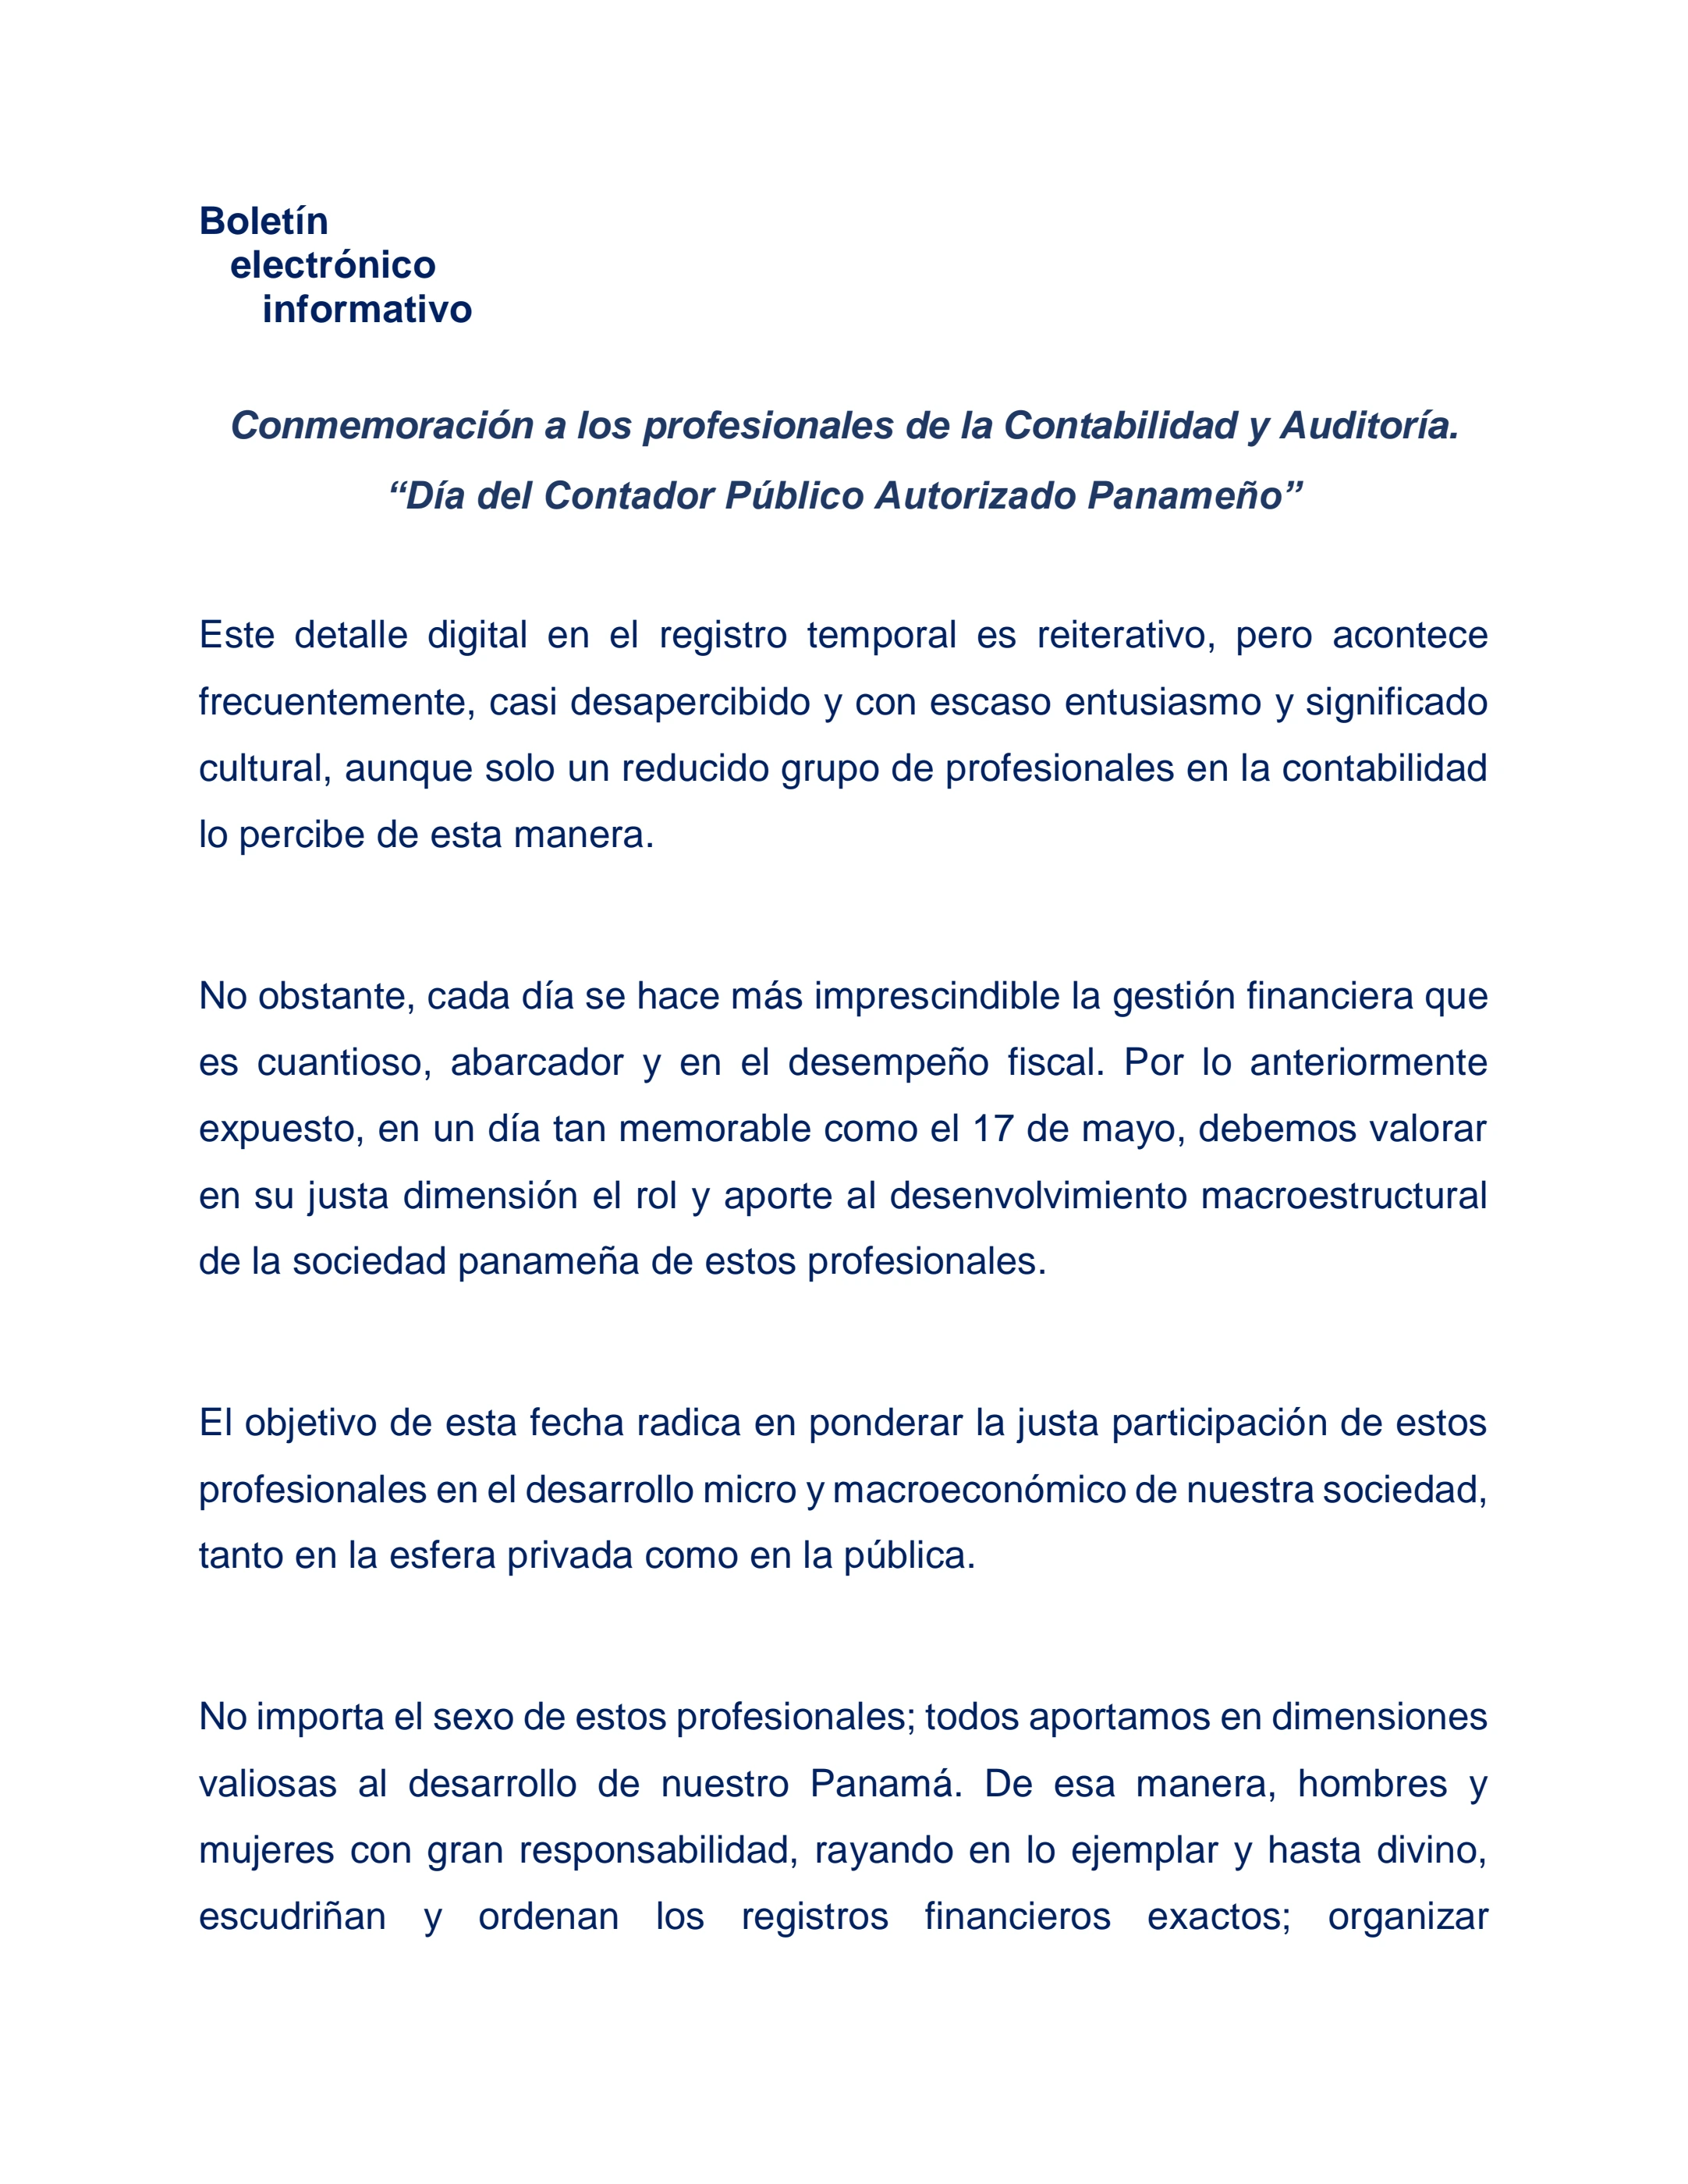 Boletín
electrónico
informativo
Conmemoración a los profesionales de la Contabilidad y Auditoría.
“Día del Contador Público Autorizado Panameño”
Este detalle digital en el registro temporal es reiterativo, pero acontece
frecuentemente, casi desapercibido y con escaso entusiasmo y significado
cultural, aunque solo un reducido grupo de profesionales en la contabilidad
lo percibe de esta manera.
No obstante, cada día se hace más imprescindible la gestión financiera que
es cuantioso, abarcador y en el desempeño fiscal. Por lo anteriormente
expuesto, en un día tan memorable como el 17 de mayo, debemos valorar
en su justa dimensión el rol y aporte al desenvolvimiento macroestructural
de la sociedad panameña de estos profesionales.
El objetivo de esta fecha radica en ponderar la justa participación de estos
profesionales en el desarrollo micro y macroeconómico de nuestra sociedad,
tanto en la esfera privada como en la pública.
No importa el sexo de estos profesionales; todos aportamos en dimensiones
valiosas al desarrollo de nuestro Panamá. De esa manera, hombres y
mujeres con gran responsabilidad, rayando en lo ejemplar y hasta divino,
escudriñan y ordenan los registros financieros exactos; organizar